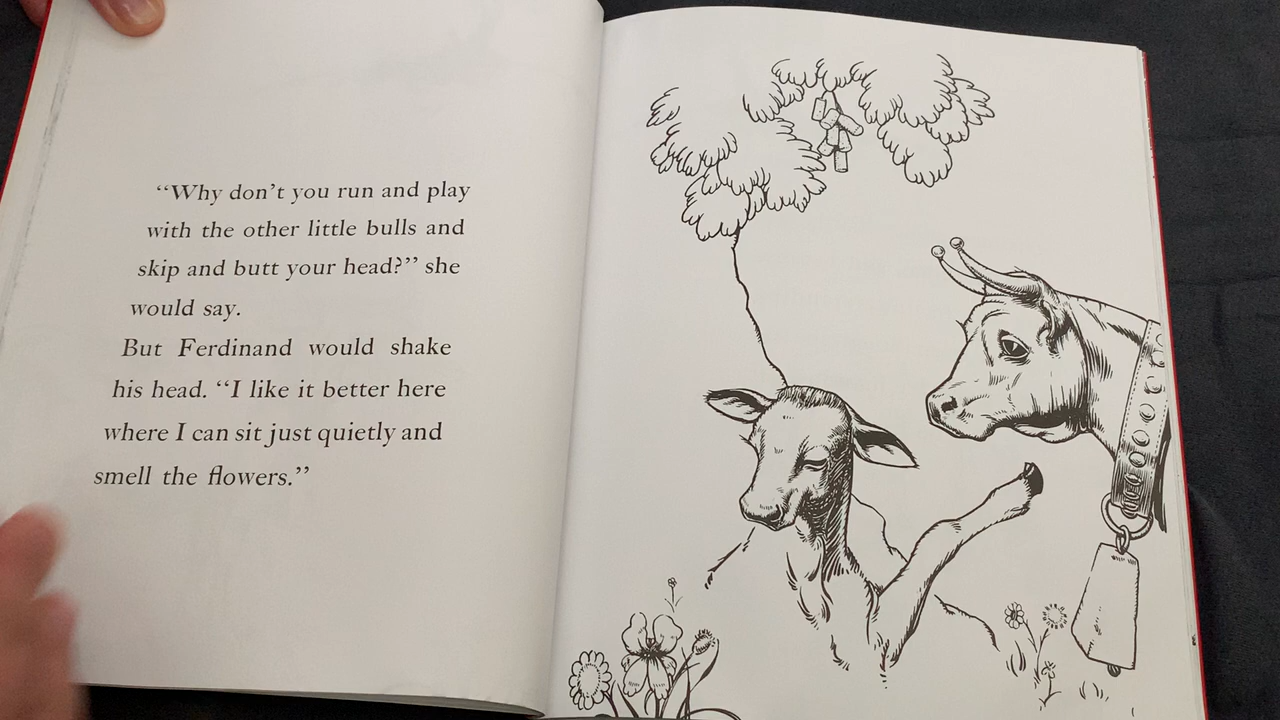 “Why don’t you run and play
with the other little bulls and
skip and butt your head?” she
would say.
But Ferdinand would shake
his head. “I like it better here
where I can sit just quietly and
smell the flowers.”